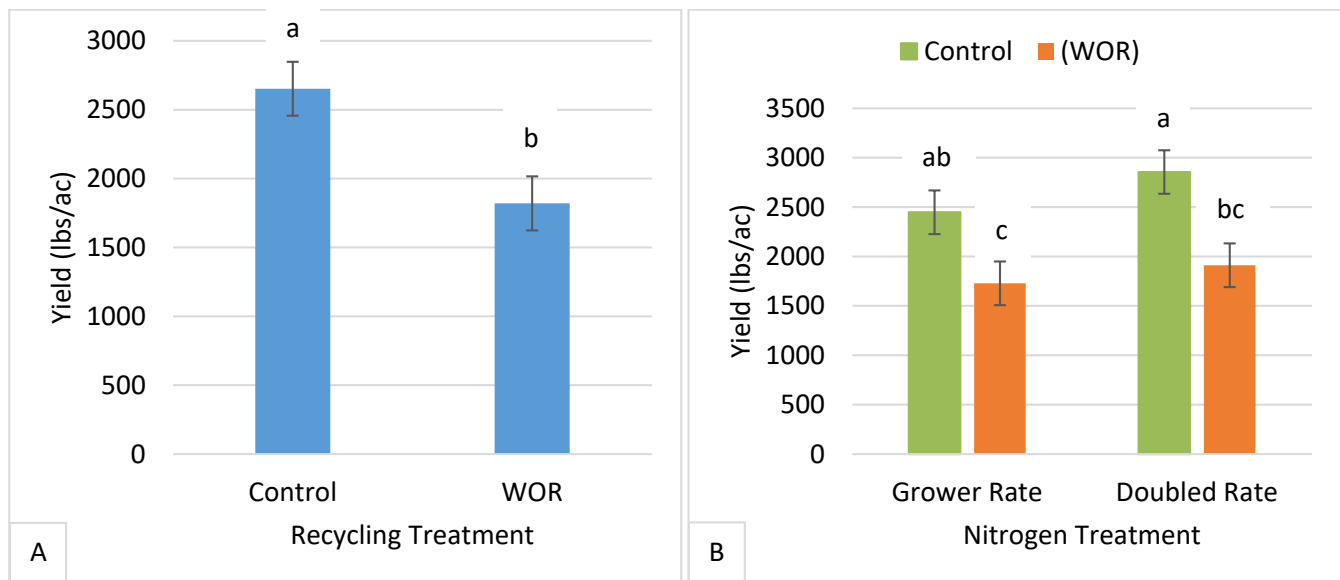 3000
2500
2000
1500
1000
500
0
Yield (lbs/ac)
a
b
Control WOR
Recycling Treatment
A
Control (WOR)
3500
3000
2500
2000
1500
1000
500
0
Yield (lbs/ac)
ab
c
a
bc
Grower Rate Doubled Rate
Nitrogen Treatment
B